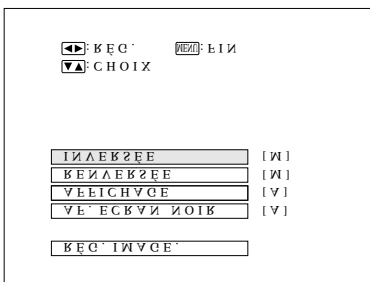 RÉG. IMAGE.
AF. ECRAN NOIR [A]
AFFICHAGE [A]
RENVERSÉE [M]
INVERSÉE [M]
:CHOIX
:RÉG. MENU:FIN